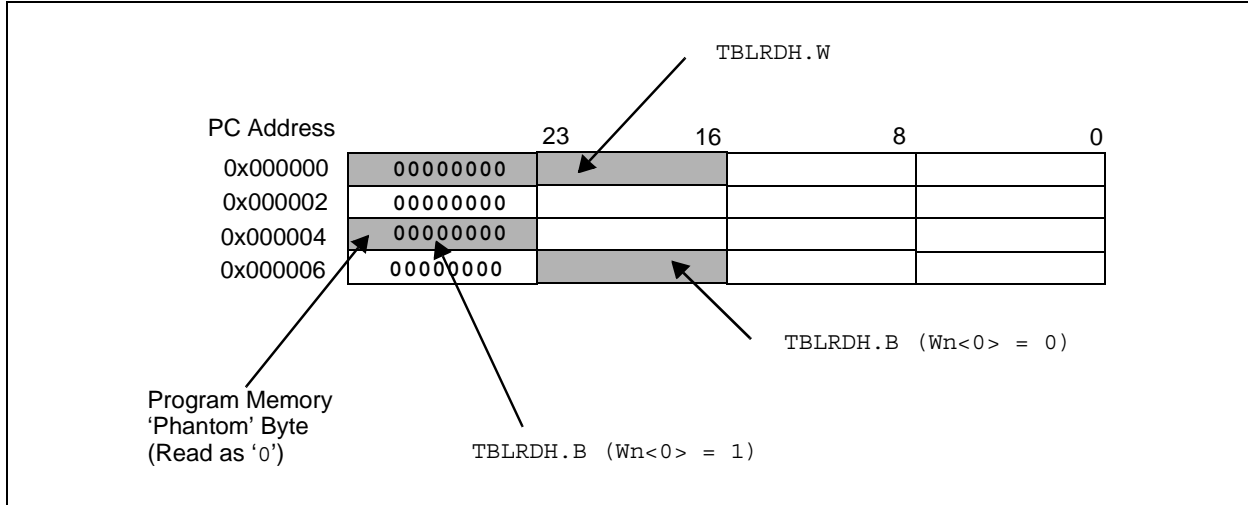 TBLRDH.W
PC Address
23 16 8 0
0x000000 00000000
0x000002 00000000
0x000004 00000000
0x000006 00000000
TBLRDH.B (Wn<0> = 0)
Program Memory
‘Phantom’ Byte
(Read as ‘0’)
TBLRDH.B (Wn<0> = 1)